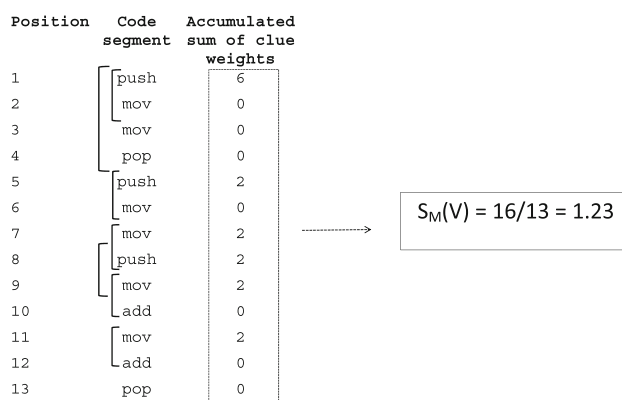 Position Code Accumulated
segment sum of clue
weights
1 push 6
2 mov 0
3 mov 0
4 pop 0
5 push 2
6 mov 0
7 mov 2
8 push 2
9 mov 2
10 add 0
11 mov 2
12 add 0
13 pop 0
S_M(V) = 16/13 = 1.23